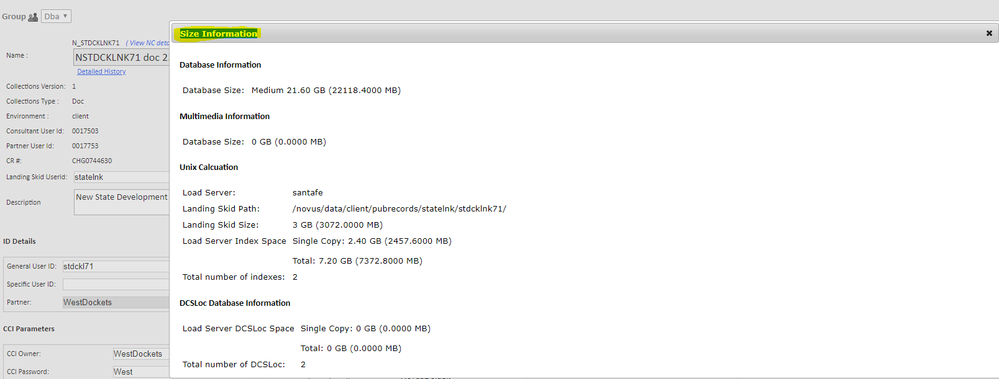 Group Dba ▼
Size Information ✖
N_STDCKLNK71 ( View NC deta
Name : NSTDCKLNK71 doc 2
Detailed History
Collections Version: 1
Collections Type : Doc
Environment : client
Consultant User Id: 0017503
Partner User Id: 0017753
CR #: CHG0744630
Landing Skid Userid: statelnk
Description New State Development
ID Details
General User ID: stdckl71
Specific User ID:
Partner: WestDockets
CCI Parameters
CCI Owner: WestDockets
CCI Password: West
Database Information
Database Size: Medium 21.60 GB (22118.4000 MB)
Multimedia Information
Database Size: 0 GB (0.0000 MB)
Unix Calcuation
Load Server: santafe
Landing Skid Path: /novus/data/client/pubrecords/statelnk/stdcklnk71/
Landing Skid Size: 3 GB (3072.0000 MB)
Load Server Index Space Single Copy: 2.40 GB (2457.6000 MB)
Total: 7.20 GB (7372.8000 MB)
Total number of indexes: 2
DCSLoc Database Information
Load Server DCSLoc Space Single Copy: 0 GB (0.0000 MB)
Total: 0 GB (0.0000 MB)
Total number of DCSLoc: 2